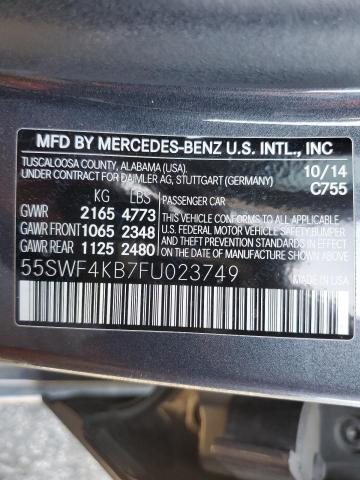 MFD BY MERCEDES-BENZ U.S. INTL., INC
TUSCALOOSA COUNTY, ALABAMA (USA). 10/14
UNDER CONTRACT FOR DAIMLER AG, STUTTGART (GERMANY) C755
KG LBS PASSENGER CAR
GVWR 2165 4773 THIS VEHICLE CONFORMS TO ALL APPLICABLE
GAWR FRONT 1065 2348 U.S. FEDERAL MOTOR VEHICLE SAFETY, BUMPER,
GAWR REAR 1125 2480 AND THEFT PREVENTION STANDARDS IN EFFECT
ON THE DATE OF MANUFACTURE SHOWN ABOVE
55SWF4KB7FU023749